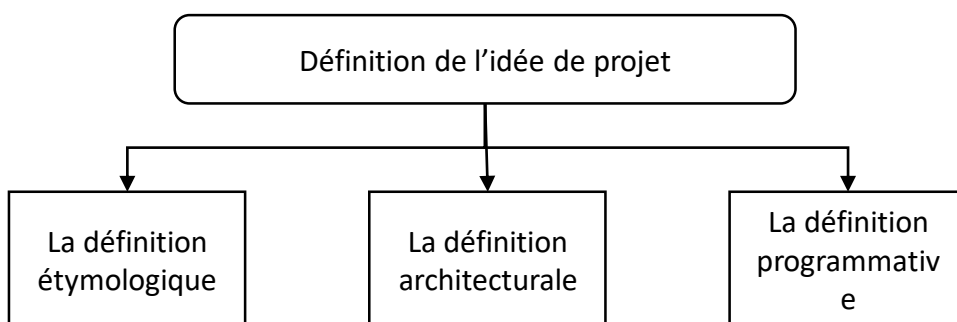 Définition de l’idée de projet
La définition
étymologique
La définition
architecturale
La définition
programmativ
e